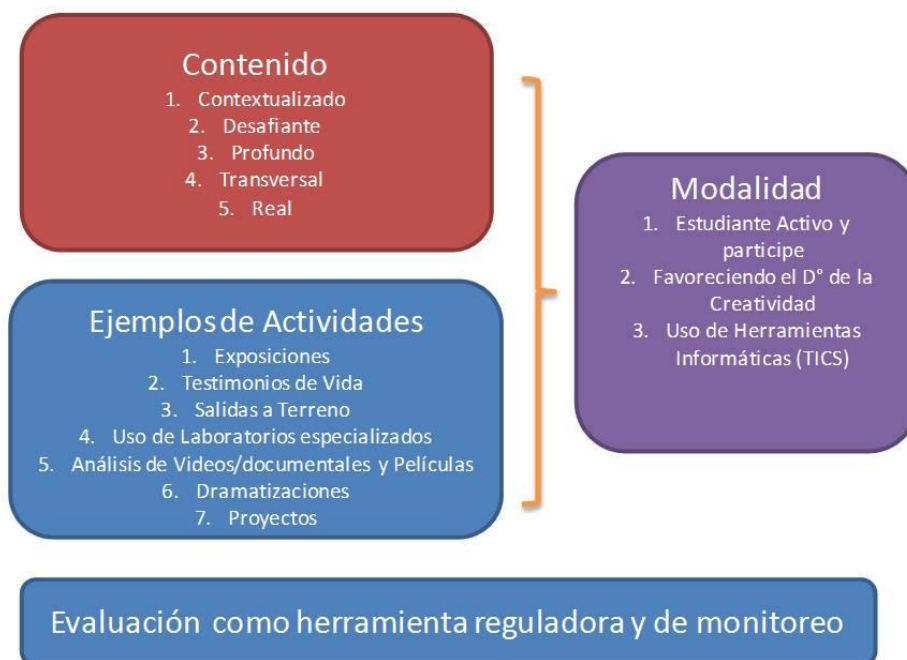 Contenido
1. Contextualizado
2. Desafiante
3. Profundo
4. Transversal
5. Real
Ejemplos de Actividades
1. Exposiciones
2. Testimonios de Vida
3. Salidas a Terreno
4. Uso de Laboratorios especializados
5. Análisis de Videos/documentales y Películas
6. Dramatizaciones
7. Proyectos
Modalidad
1. Estudiante Activo y
participe
2. Favoreciendo el D° de la
Creatividad
3. Uso de Herramientas
Informáticas (TICS)
Evaluación como herramienta reguladora y de monitoreo